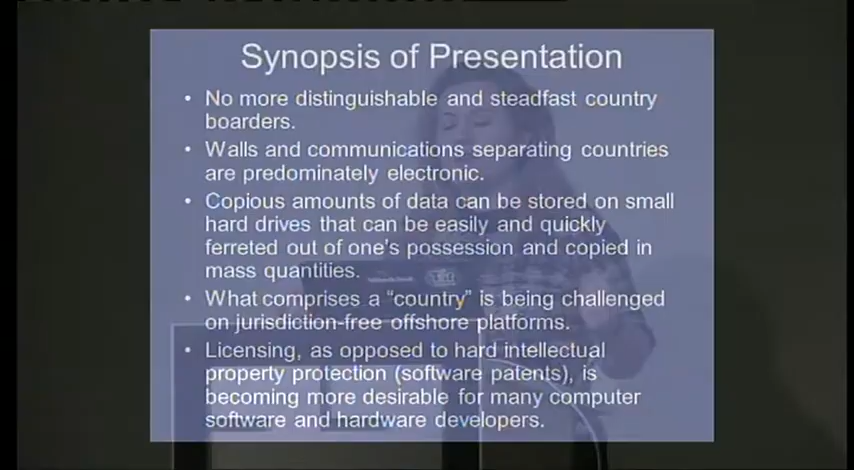 Synopsis of Presentation
• No more distinguishable and steadfast country
boarders.
• Walls and communications separating countries
are predominately electronic.
• Copious amounts of data can be stored on small
hard drives that can be easily and quickly
ferreted out of one's possession and copied in
mass quantities.
• What comprises a “country” is being challenged
on jurisdiction-free offshore platforms.
• Licensing, as opposed to hard intellectual
property protection (software patents), is
becoming more desirable for many computer
software and hardware developers.